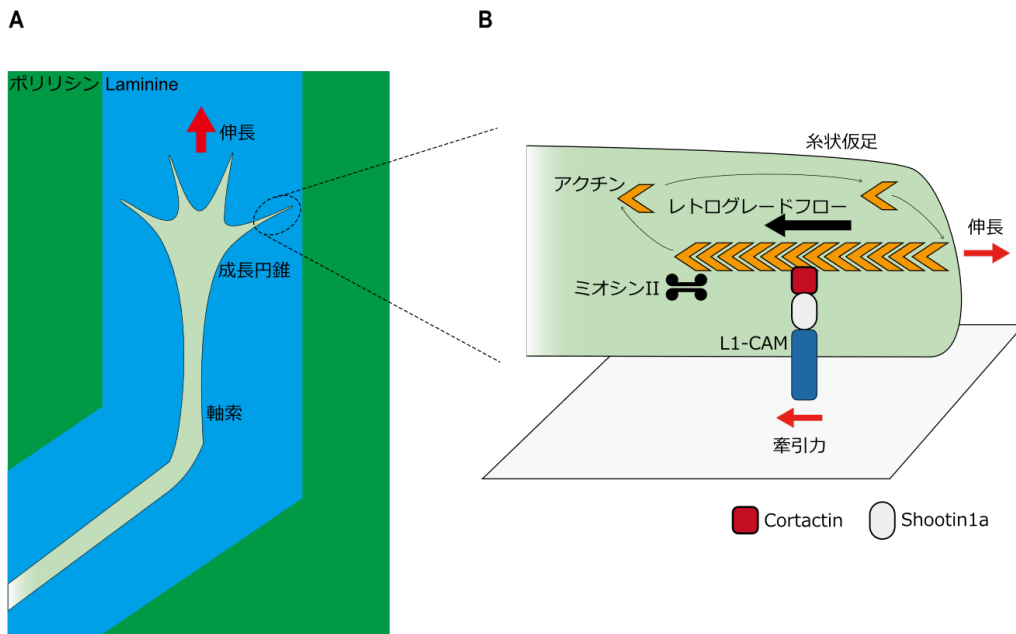 A
ポリリシン Laminine
伸長
成長円錐
軸索
B
糸状仮足
アクチン
レトログレードフロー
伸長
ミオシンII
L1-CAM
牽引力
Cortactin
Shootin1a